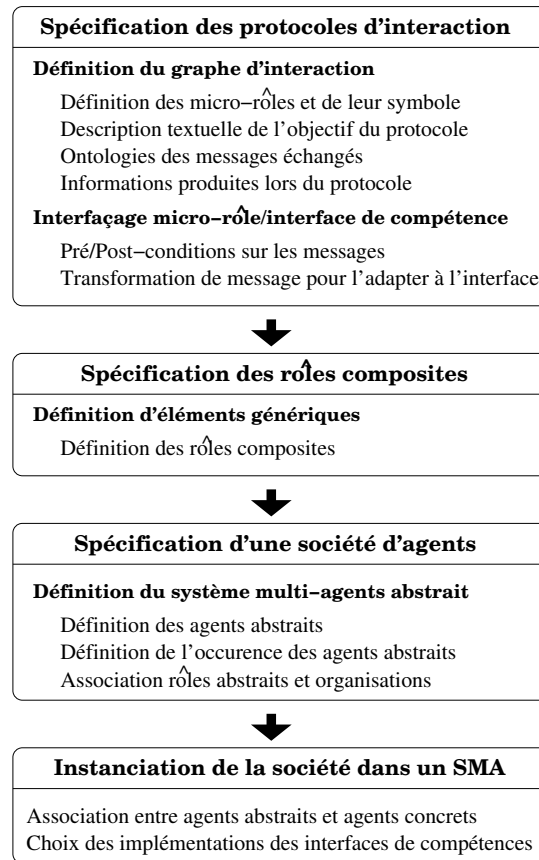 Spécification des protocoles d'interaction
Définition du graphe d'interaction
Définition des micro−rôles et de leur symbole
Description textuelle de l'objectif du protocole
Ontologies des messages échangés
Informations produites lors du protocole
Interfaçage micro−rôle/interface de compétence
Pré/Post−conditions sur les messages
Transformation de message pour l'adapter à l'interface
Spécification des rôles composites
Définition d'éléments génériques
Définition des rôles composites
Spécification d'une société d'agents
Définition du système multi−agents abstrait
Définition des agents abstraits
Définition de l'occurence des agents abstraits
Association rôles abstraits et organisations
Instanciation de la société dans un SMA
Association entre agents abstraits et agents concrets
Choix des implémentations des interfaces de compétences